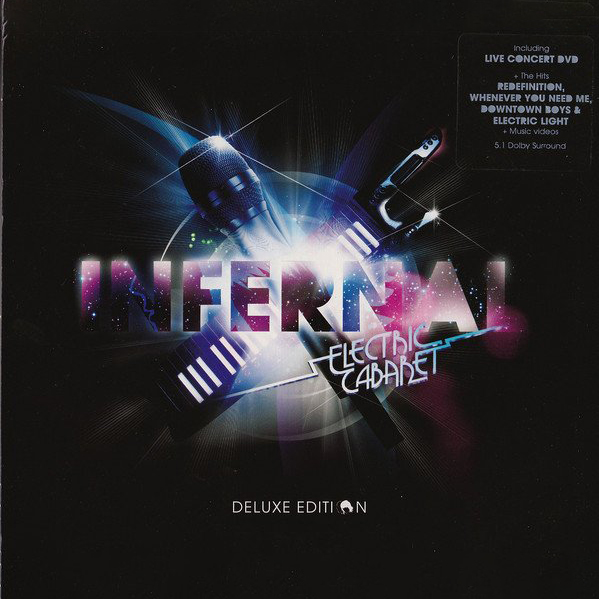 Including
LIVE CONCERT DVD
+ The Hits
REDEFINITION,
WHENEVER YOU NEED ME,
DOWNTOWN BOYS &
ELECTRIC LIGHT
+ Music videos
5.1 Dolby Surround
INFERNAL
ELECTRIC
CABARET
DELUXE EDITION